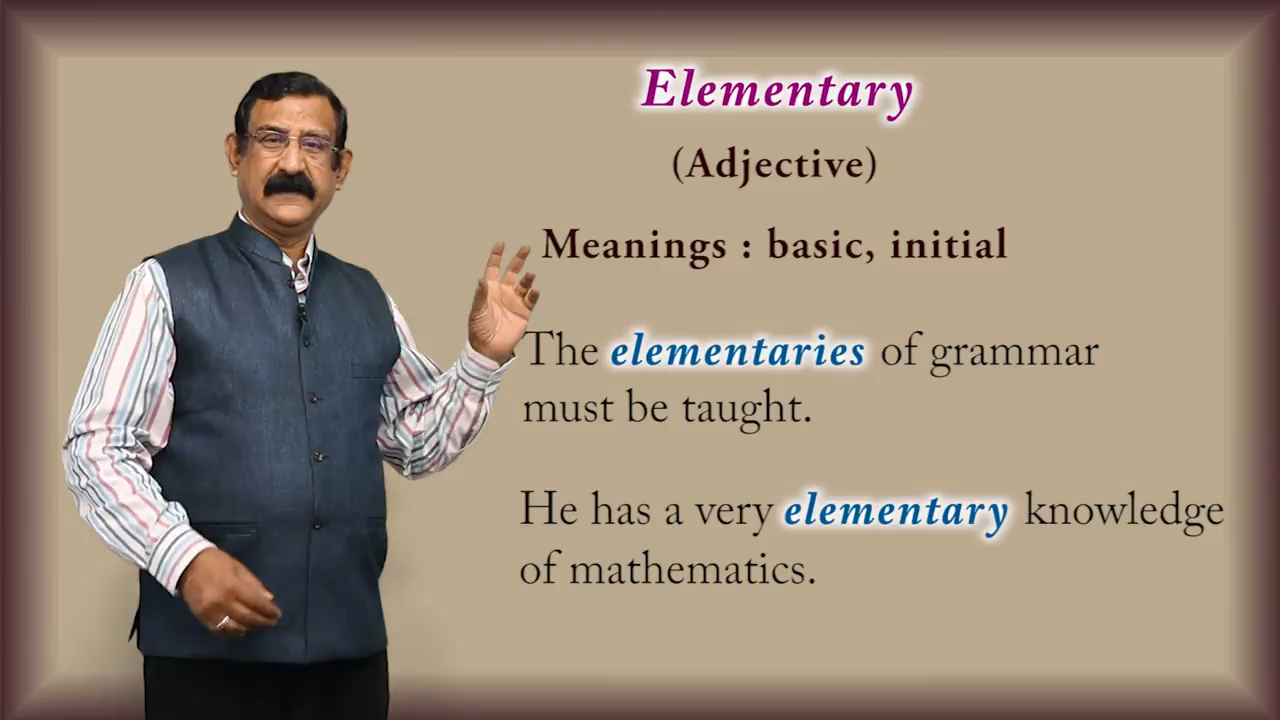 Elementary
(Adjective)
Meanings : basic, initial
The elementaries of grammar
must be taught.
He has a very elementary knowledge
of mathematics.